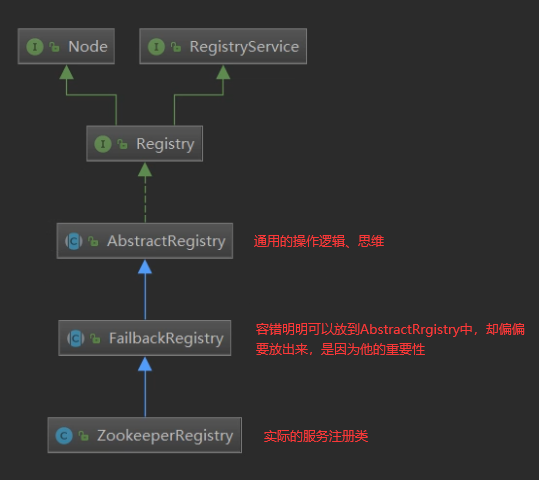 Node
RegistryService
Registry
AbstractRegistry
通用的操作逻辑、思维
FailbackRegistry
容错明明可以放到AbstractRrgistry中，却偏偏
要放出来，是因为他的重要性
ZookeeperRegistry
实际的服务注册类